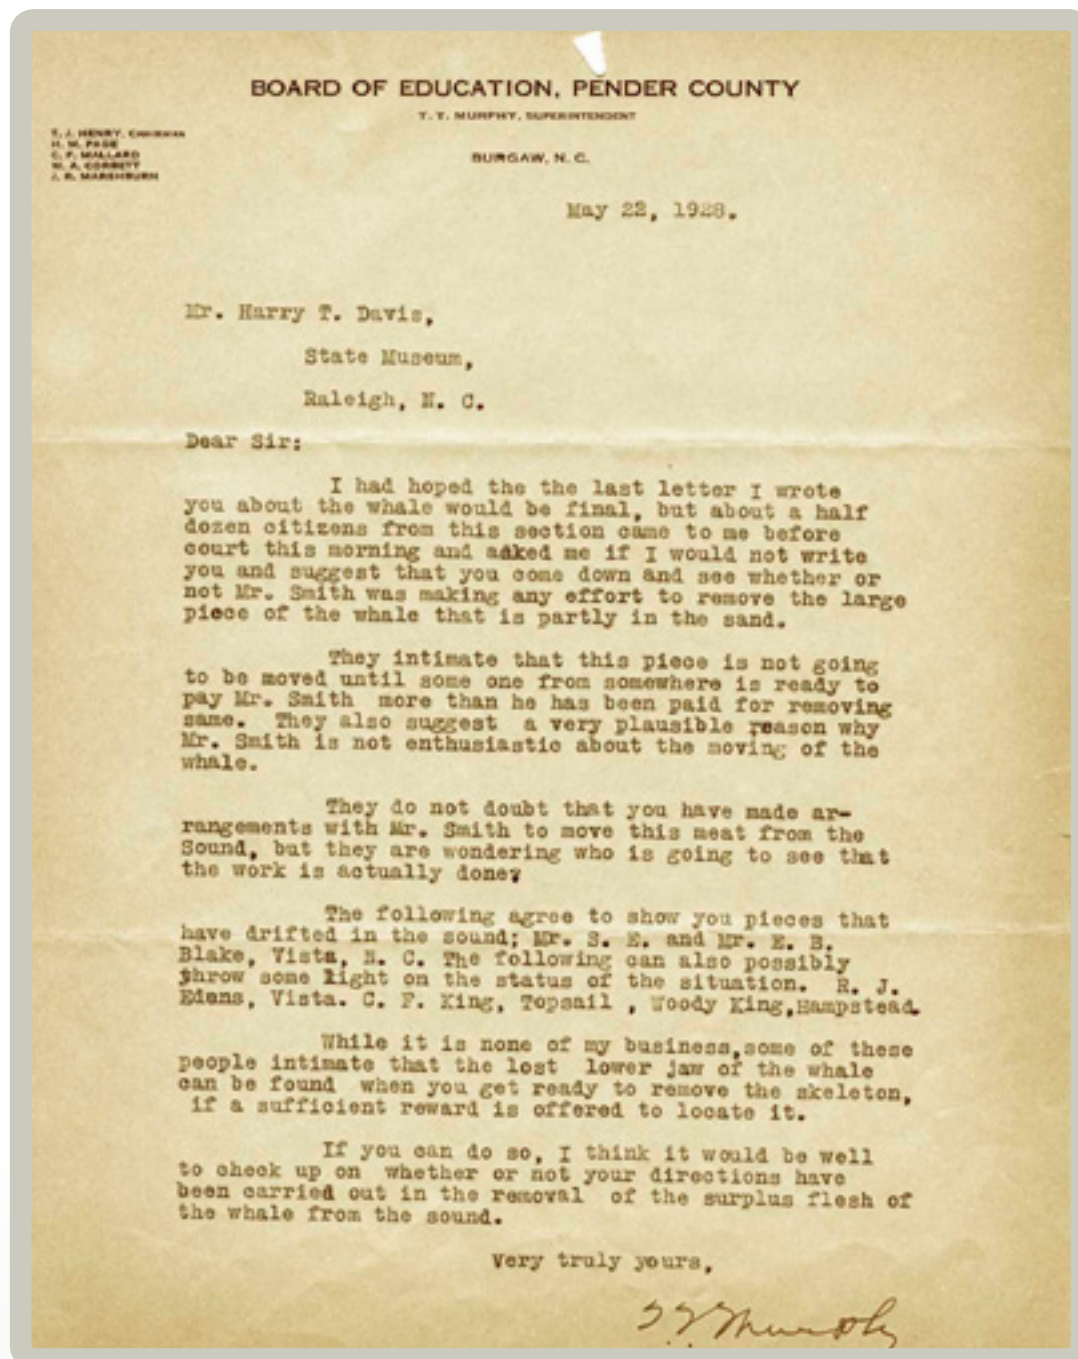 BOARD OF EDUCATION, PENDER COUNTY
T. T. MURPHY, SUPERINTENDENT
T. J. HENRY, CHAIRMAN
H. M. PAGE
C. F. MALLARD
W. A. CORBETT
J. R. MARSHBURN
BURGAW, N. C.
May 22, 1928.
Mr. Harry T. Davis,
State Museum,
Raleigh, N. C.
Dear Sir:
I had hoped the the last letter I wrote
you about the whale would be final, but about a half
dozen citizens from this section came to me before
court this morning and asked me if I would not write
you and suggest that you come down and see whether or
not Mr. Smith was making any effort to remove the large
piece of the whale that is partly in the sand.
They intimate that this piece is not going
to be moved until some one from somewhere is ready to
pay Mr. Smith more than he has been paid for removing
same. They also suggest a very plausible reason why
Mr. Smith is not enthusiastic about the moving of the
whale.
They do not doubt that you have made ar-
rangements with Mr. Smith to move this meat from the
Sound, but they are wondering who is going to see that
the work is actually done?
The following agree to show you pieces that
have drifted in the sound; Mr. S. E. and Mr. E. B.
Blake, Vista, N. C. The following can also possibly
throw some light on the status of the situation. R. J.
Edens, Vista. C. F. King, Topsail , Woody King,Hampstead.
While it is none of my business,some of these
people intimate that the lost lower jaw of the whale
can be found when you get ready to remove the skeleton,
if a sufficient reward is offered to locate it.
If you can do so, I think it would be well
to check up on whether or not your directions have
been carried out in the removal of the surplus flesh of
the whale from the sound.
Very truly yours,
T T Murphy